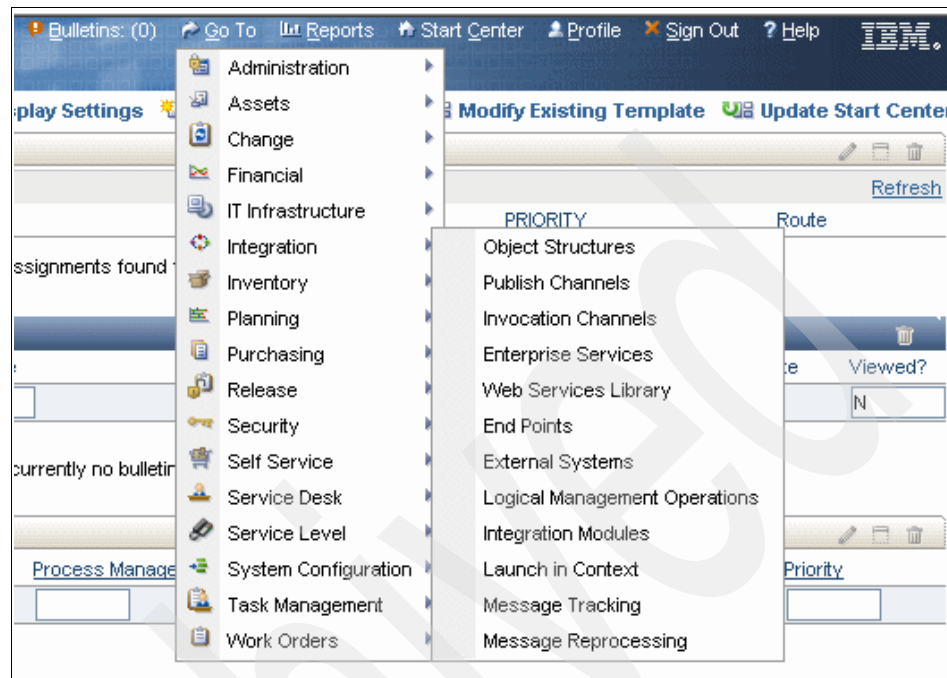 Bulletins: (0) Go To Reports Start Center Profile Sign Out ? Help IBM.
Display Settings Modify Existing Template Update Start Center
Refresh
PRIORITY Route
ssignments found
Viewed?
N
currently no bulletin
Process Manage
Priority
Administration
Assets
Change
Financial
IT Infrastructure
Integration
Inventory
Planning
Purchasing
Release
Security
Self Service
Service Desk
Service Level
System Configuration
Task Management
Work Orders
Object Structures
Publish Channels
Invocation Channels
Enterprise Services
Web Services Library
End Points
External Systems
Logical Management Operations
Integration Modules
Launch in Context
Message Tracking
Message Reprocessing